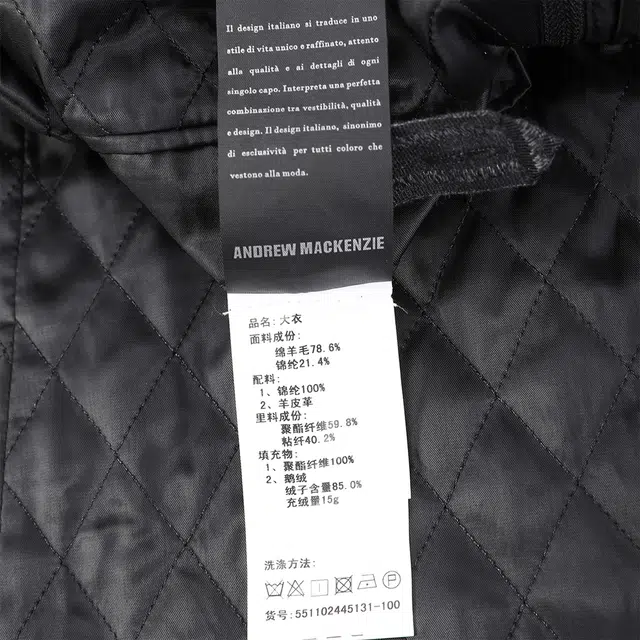 Il design italiano si traduce in uno
stile di vita unico e raffinato, attento
alla qualità e ai dettagli di ogni
singolo capo. Interpreta una perfetta
combinazione tra vestibilità, qualità
e design. Il design italiano, sinonimo
di esclusività per tutti coloro che
vestono alla moda.
ANDREW MACKENZIE
品名: 大衣
面料成份:
绵羊毛78.6%
锦纶21.4%
配料:
1、锦纶100%
2、羊皮革
里料成份:
聚酯纤维59.8%
粘纤40.2%
填充物:
1、聚酯纤维100%
2、鹅绒
绒子含量85.0%
充绒量15g
洗涤方法:
货号: 551102445131-100